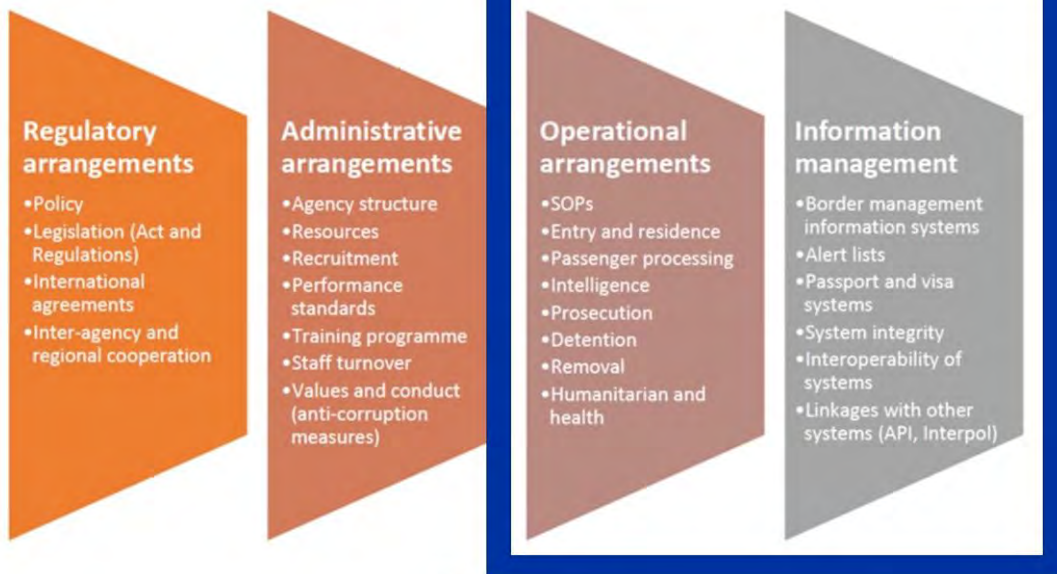 Regulatory
arrangements
•Policy
•Legislation (Act and
Regulations)
•International
agreements
•Inter-agency and
regional cooperation
Administrative
arrangements
•Agency structure
•Resources
•Recruitment
•Performance
standards
•Training programme
•Staff turnover
•Values and conduct
(anti-corruption
measures)
Operational
arrangements
•SOPs
•Entry and residence
•Passenger processing
•Intelligence
•Prosecution
•Detention
•Removal
•Humanitarian and
health
Information
management
•Border management
information systems
•Alert lists
•Passport and visa
systems
•System integrity
•Interoperability of
systems
•Linkages with other
systems (API, Interpol)